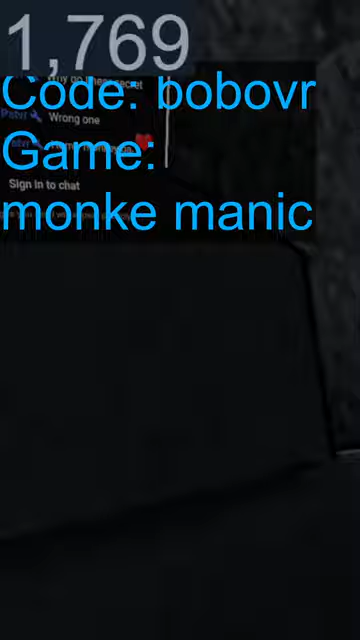 1,769
Code: bobovr
Game:
Wrong one
Sign in to chat
monke manic